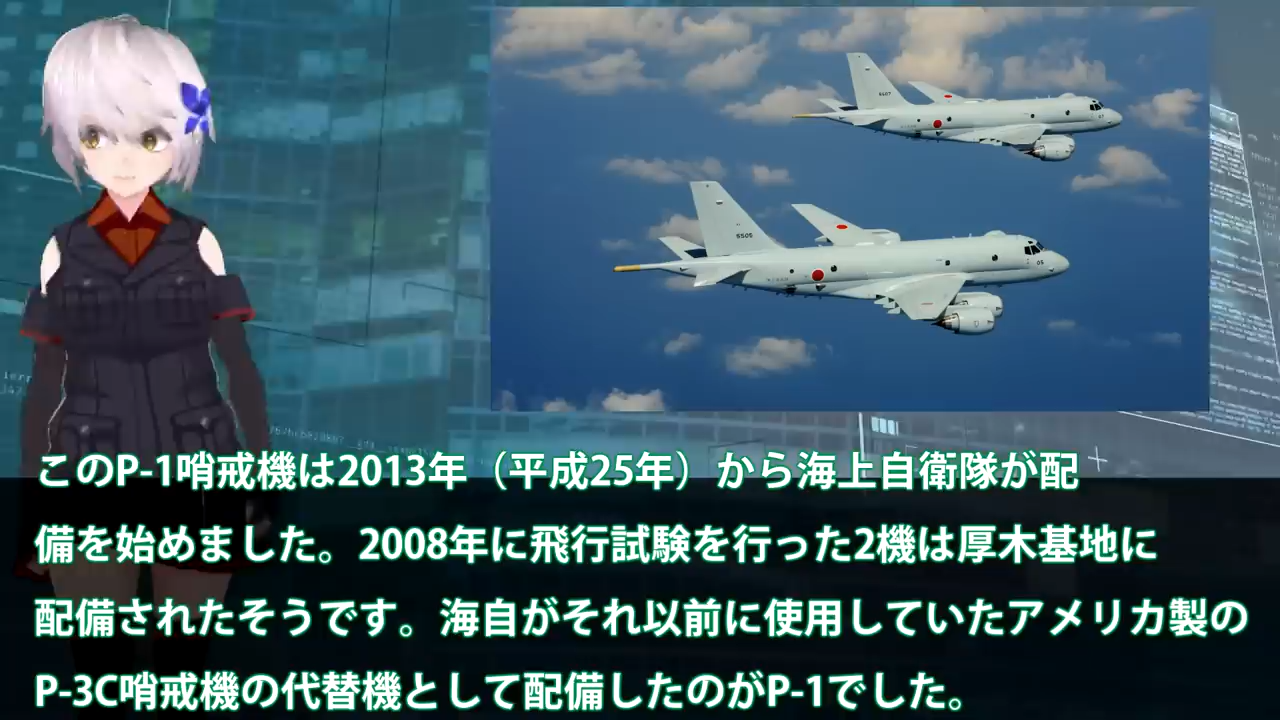 5507
07
5505
05
このP-1哨戒機は2013年（平成25年）から海上自衛隊が配
備を始めました。2008年に飛行試験を行った2機は厚木基地に
配備されたそうです。海自がそれ以前に使用していたアメリカ製の
P-3C哨戒機の代替機として配備したのがP-1でした。